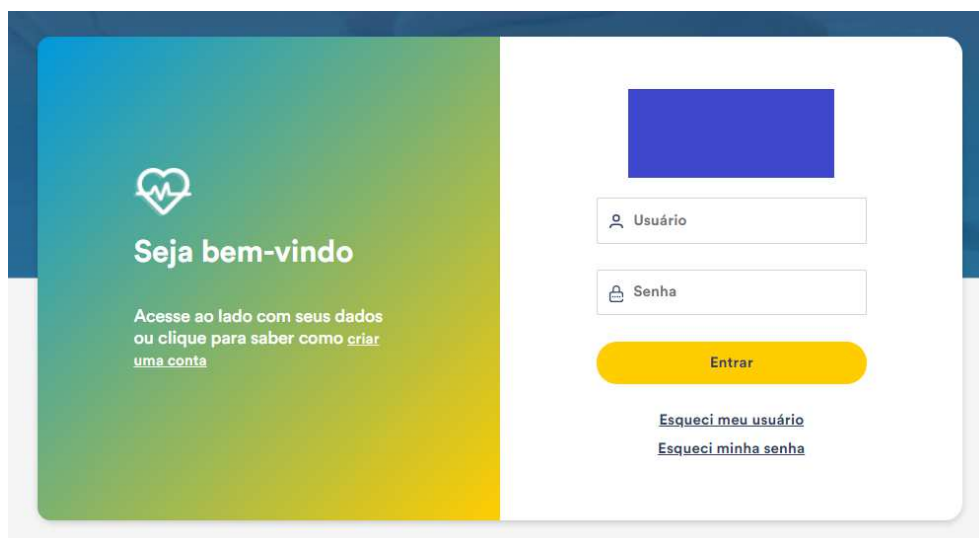 Seja bem-vindo
Acesse ao lado com seus dados
ou clique para saber como criar
uma conta
Usuário
Senha
Entrar
Esqueci meu usuário
Esqueci minha senha